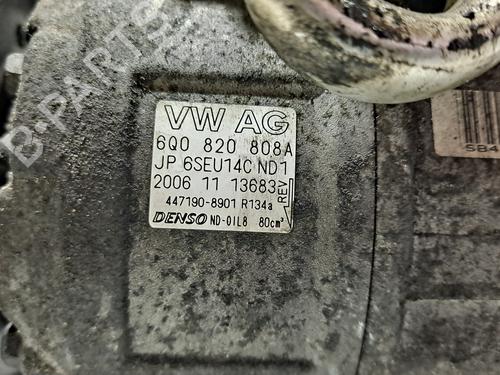 B-PARTS
VW AG
6Q0 820 808A
JP 6SEU14C ND1
2006 11 13683
REV
447190-8901 R134a
DENSO ND-OIL8 80cm³
SB4